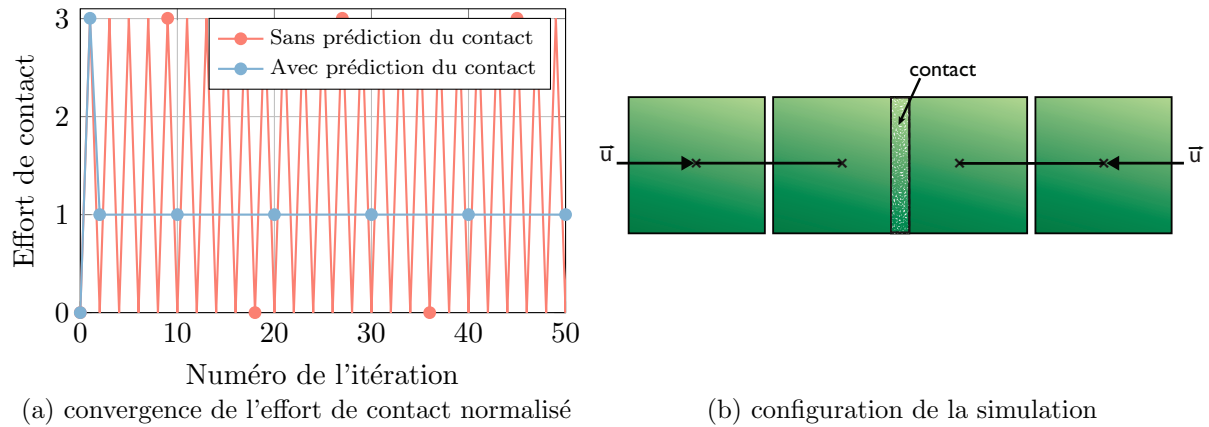 3
2
1
0
Effort de contact
Sans prédiction du contact
Avec prédiction du contact
0 10 20 30 40 50
Numéro de l'itération
(a) convergence de l'effort de contact normalisé
contact
u⃗
u⃗
(b) configuration de la simulation